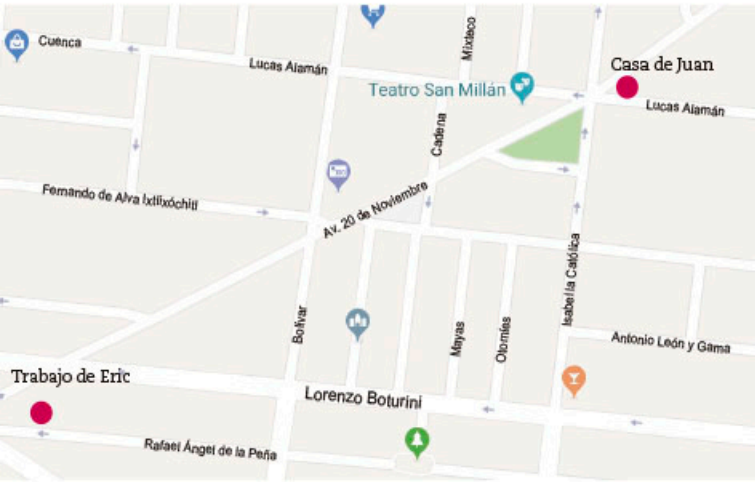 Cuenca
Lucas Alamán
Mixteco
Teatro San Millán
Casa de Juan
Lucas Alamán
Cadena
Fernando de Alva Ixtlilxóchitl
Av. 20 de Noviembre
Isabel la Católica
Bolívar
Mayas
Otomíes
Antonio León y Gama
Trabajo de Eric
Lorenzo Boturini
Rafael Ángel de la Peña